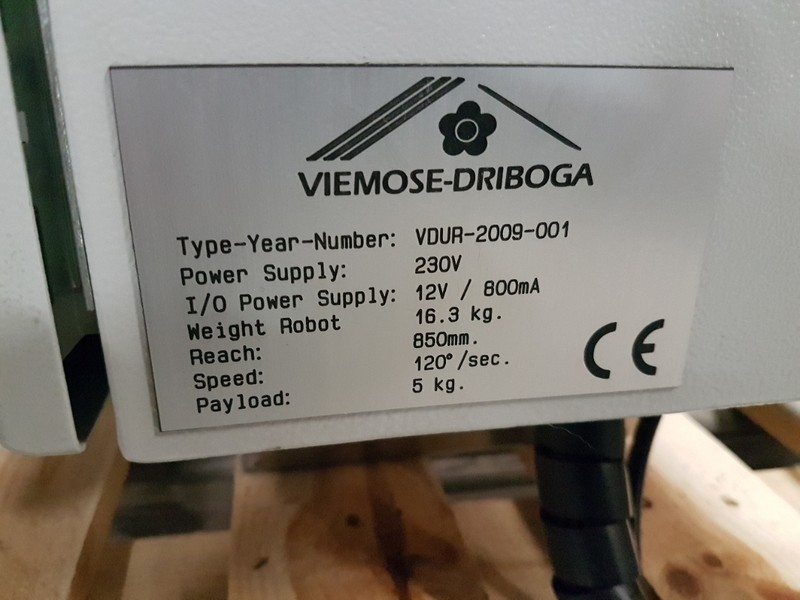 VIEMOSE-DRIBOGA
Type-Year-Number: VDUR-2009-001
Power Supply: 230V
I/O Power Supply: 12V / 800mA
Weight Robot 16.3 kg.
Reach: 850mm.
Speed: 120°/sec.
Payload: 5 kg.
CE